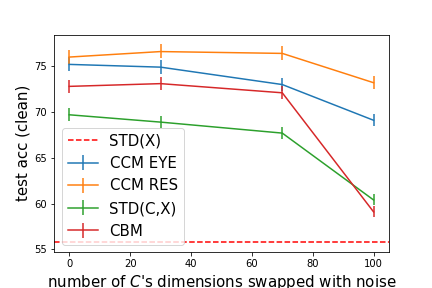 test acc (clean)
75
70
65
60
55
STD(X)
CCM EYE
CCM RES
STD(C,X)
CBM
0 20 40 60 80 100
number of C's dimensions swapped with noise